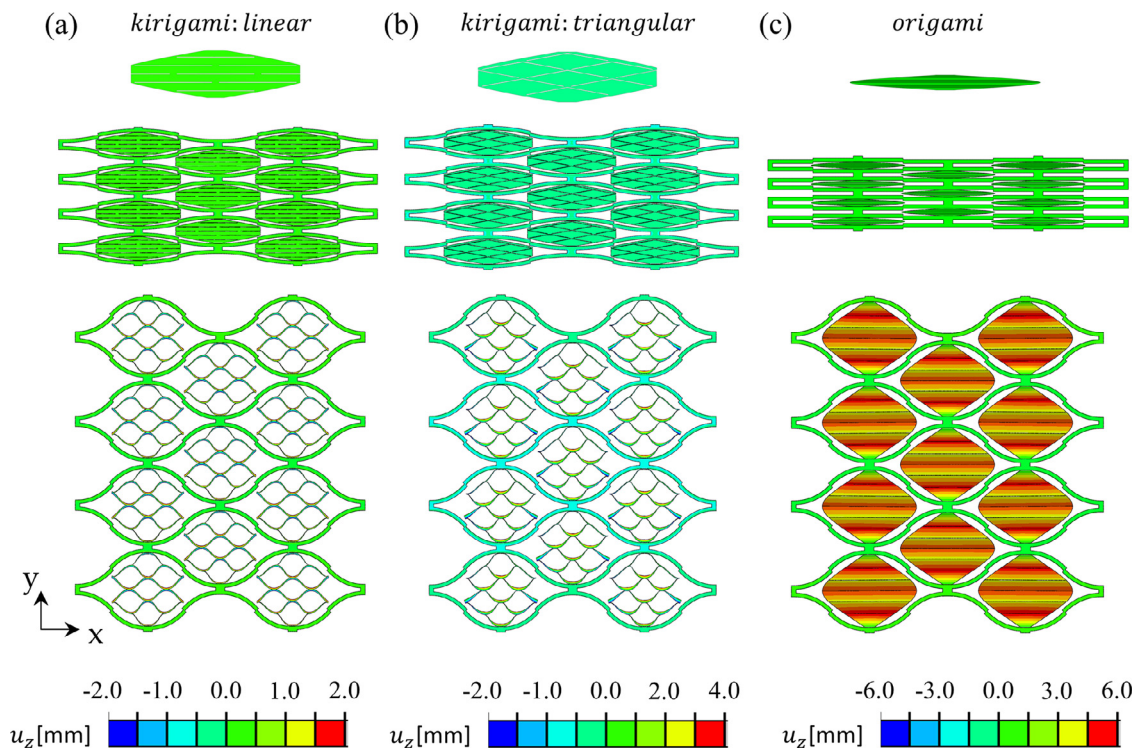 (a) kirigami: linear
(b) kirigami: triangular
(c) origami
y
x
-2.0 -1.0 0.0 1.0 2.0
u_z[mm]
-4.0 -2.0 0.0 2.0 4.0
u_z[mm]
-6.0 -3.0 0.0 3.0 6.0
u_z[mm]